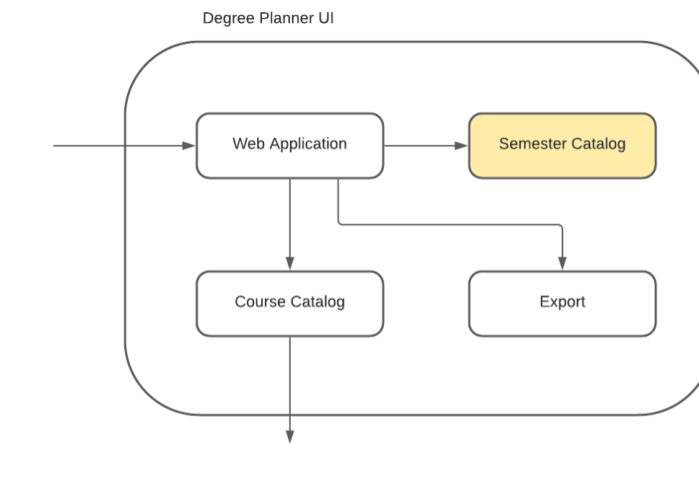 Degree Planner UI
Web Application
Semester Catalog
Course Catalog
Export